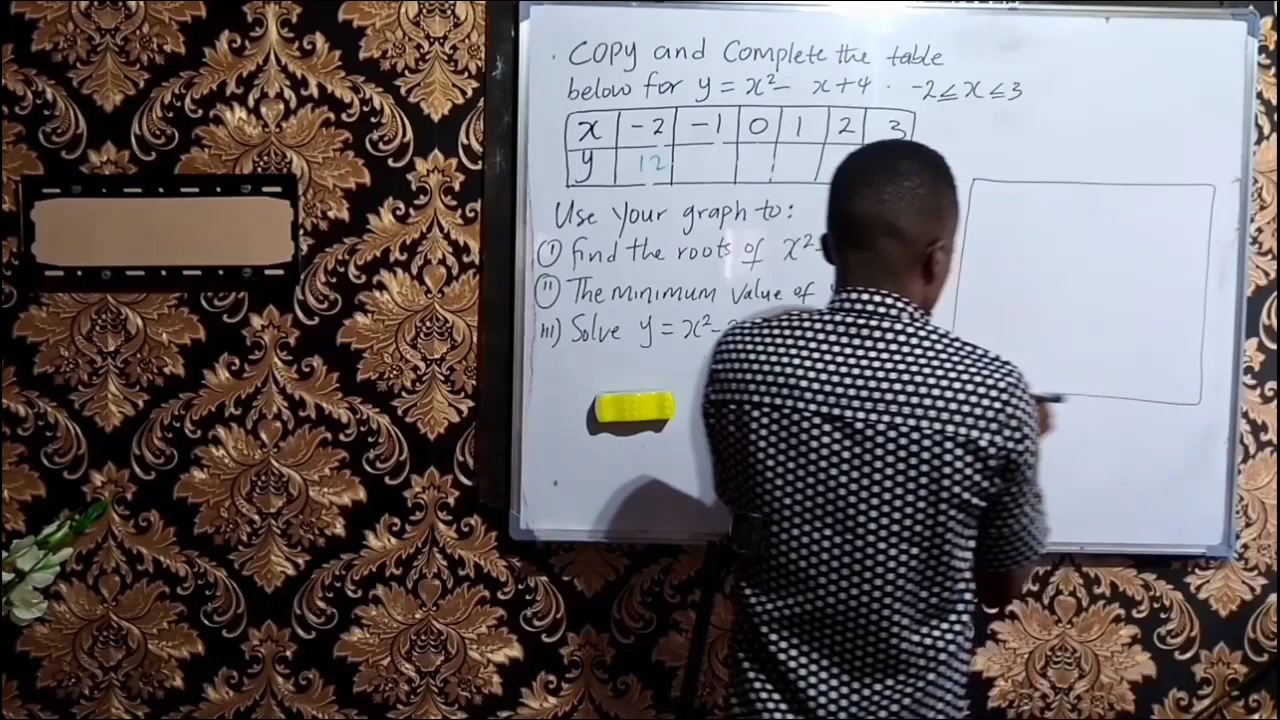 . Copy and Complete the table
below for y = x² - x + 4 . -2 ≤ x ≤ 3
x -2 -1 0 1 2 3
y 12
Use your graph to:
(i) find the roots of x² -
(ii) The minimum value of
iii) Solve y = x² -